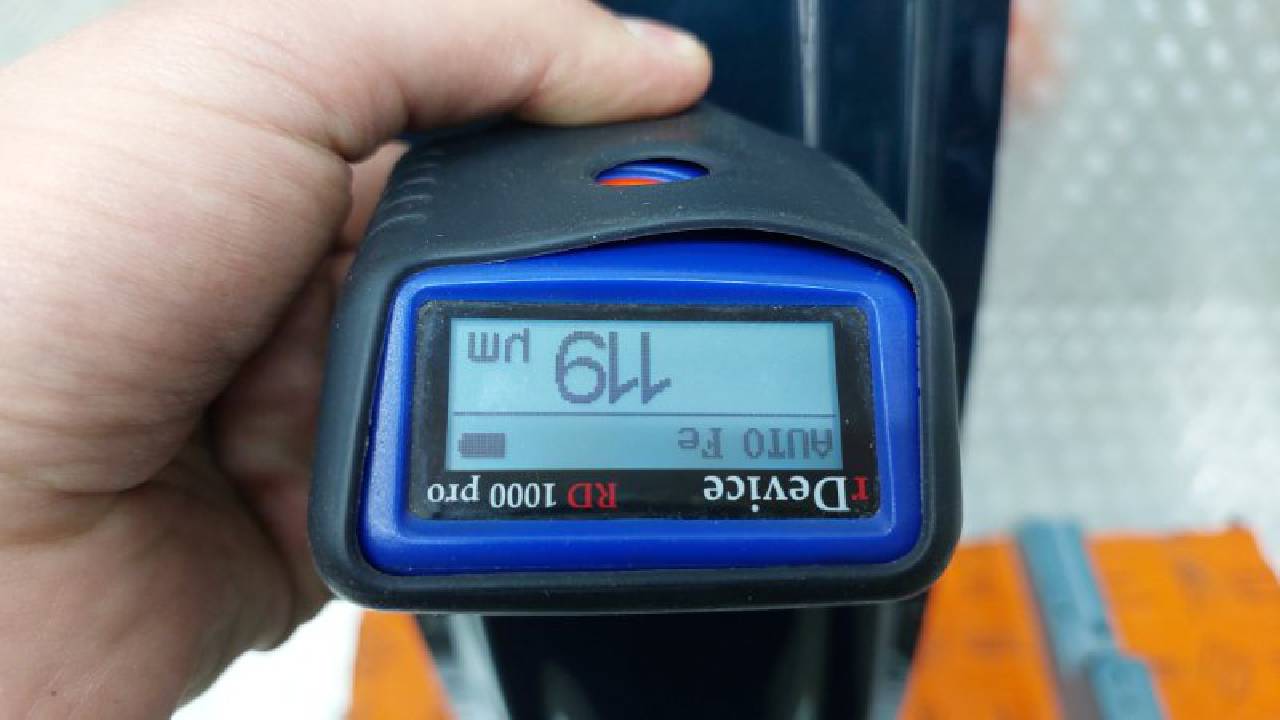 rDevice RD 1000 pro
AUTO Fe
119 µm